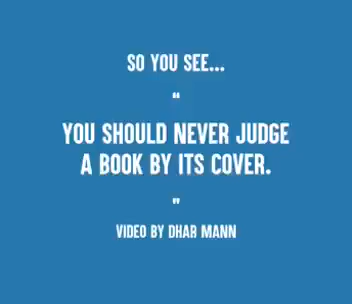 SO YOU SEE...
"
YOU SHOULD NEVER JUDGE
A BOOK BY ITS COVER.
"
VIDEO BY DHAR MANN